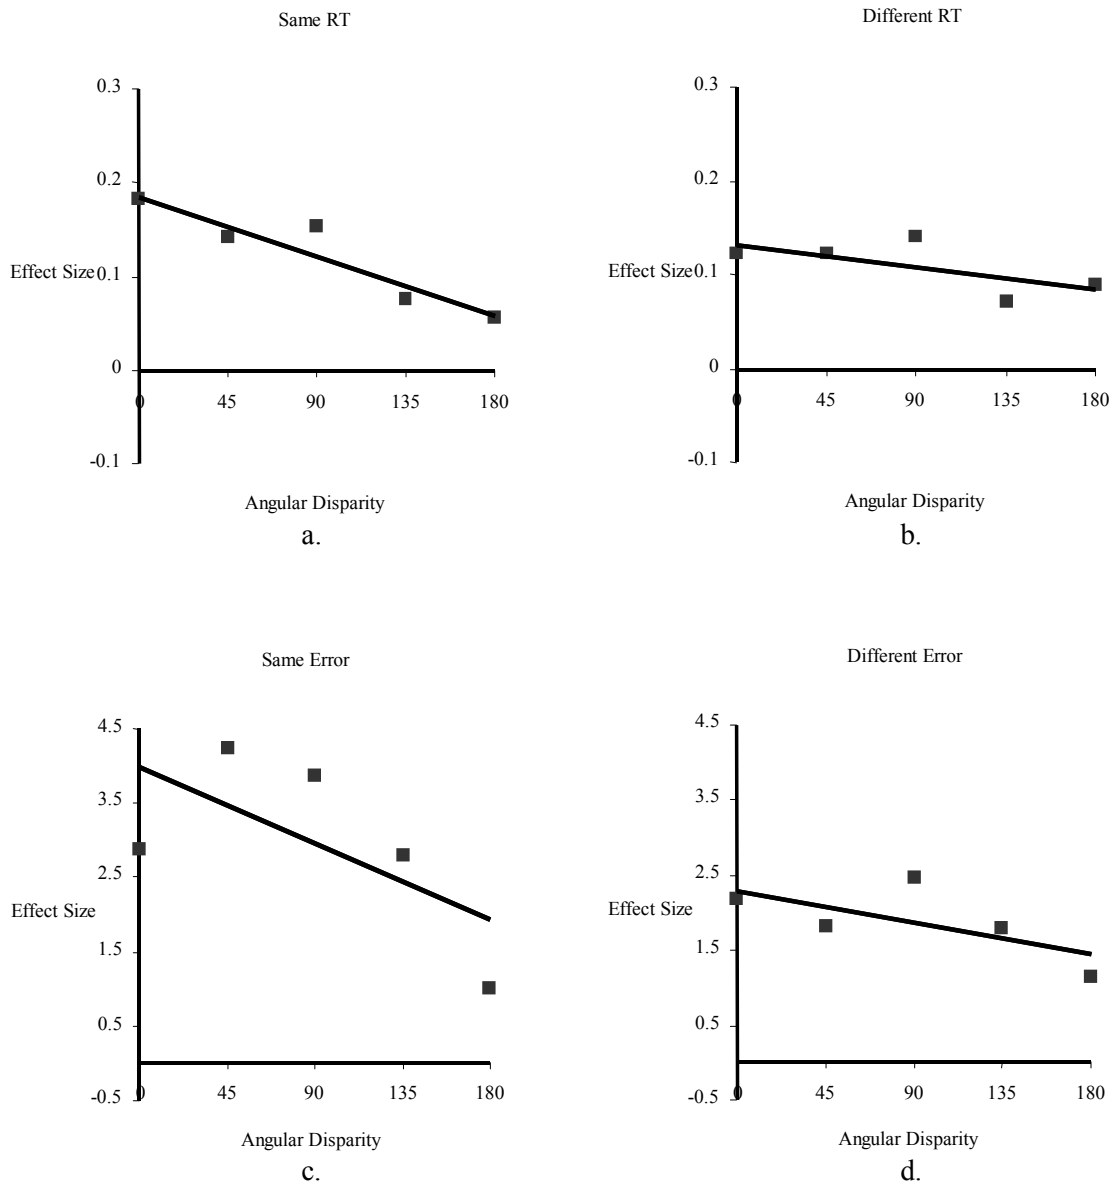 Same RT
0.3
0.2
Effect Size 0.1
0
0 45 90 135 180
-0.1
Angular Disparity
a.
Different RT
0.3
0.2
Effect Size 0.1
0
0 45 90 135 180
-0.1
Angular Disparity
b.
Same Error
4.5
3.5
2.5
Effect Size
1.5
0.5
-0.5
0 45 90 135 180
Angular Disparity
c.
Different Error
4.5
3.5
2.5
Effect Size
1.5
0.5
-0.5
0 45 90 135 180
Angular Disparity
d.